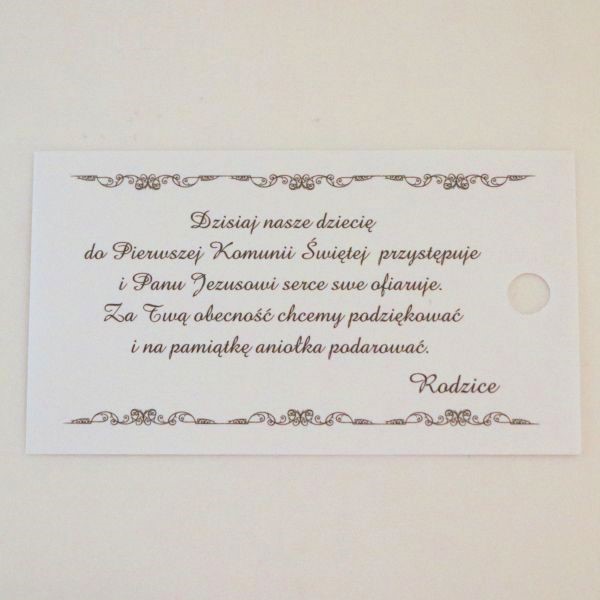 Dzisiaj nasze dziecię
do Pierwszej Komunii Świętej przystępuje
i Panu Jezusowi serce swe ofiaruje.
Za Twą obecność chcemy podziękować
i na pamiątkę aniołka podarować.
Rodzice